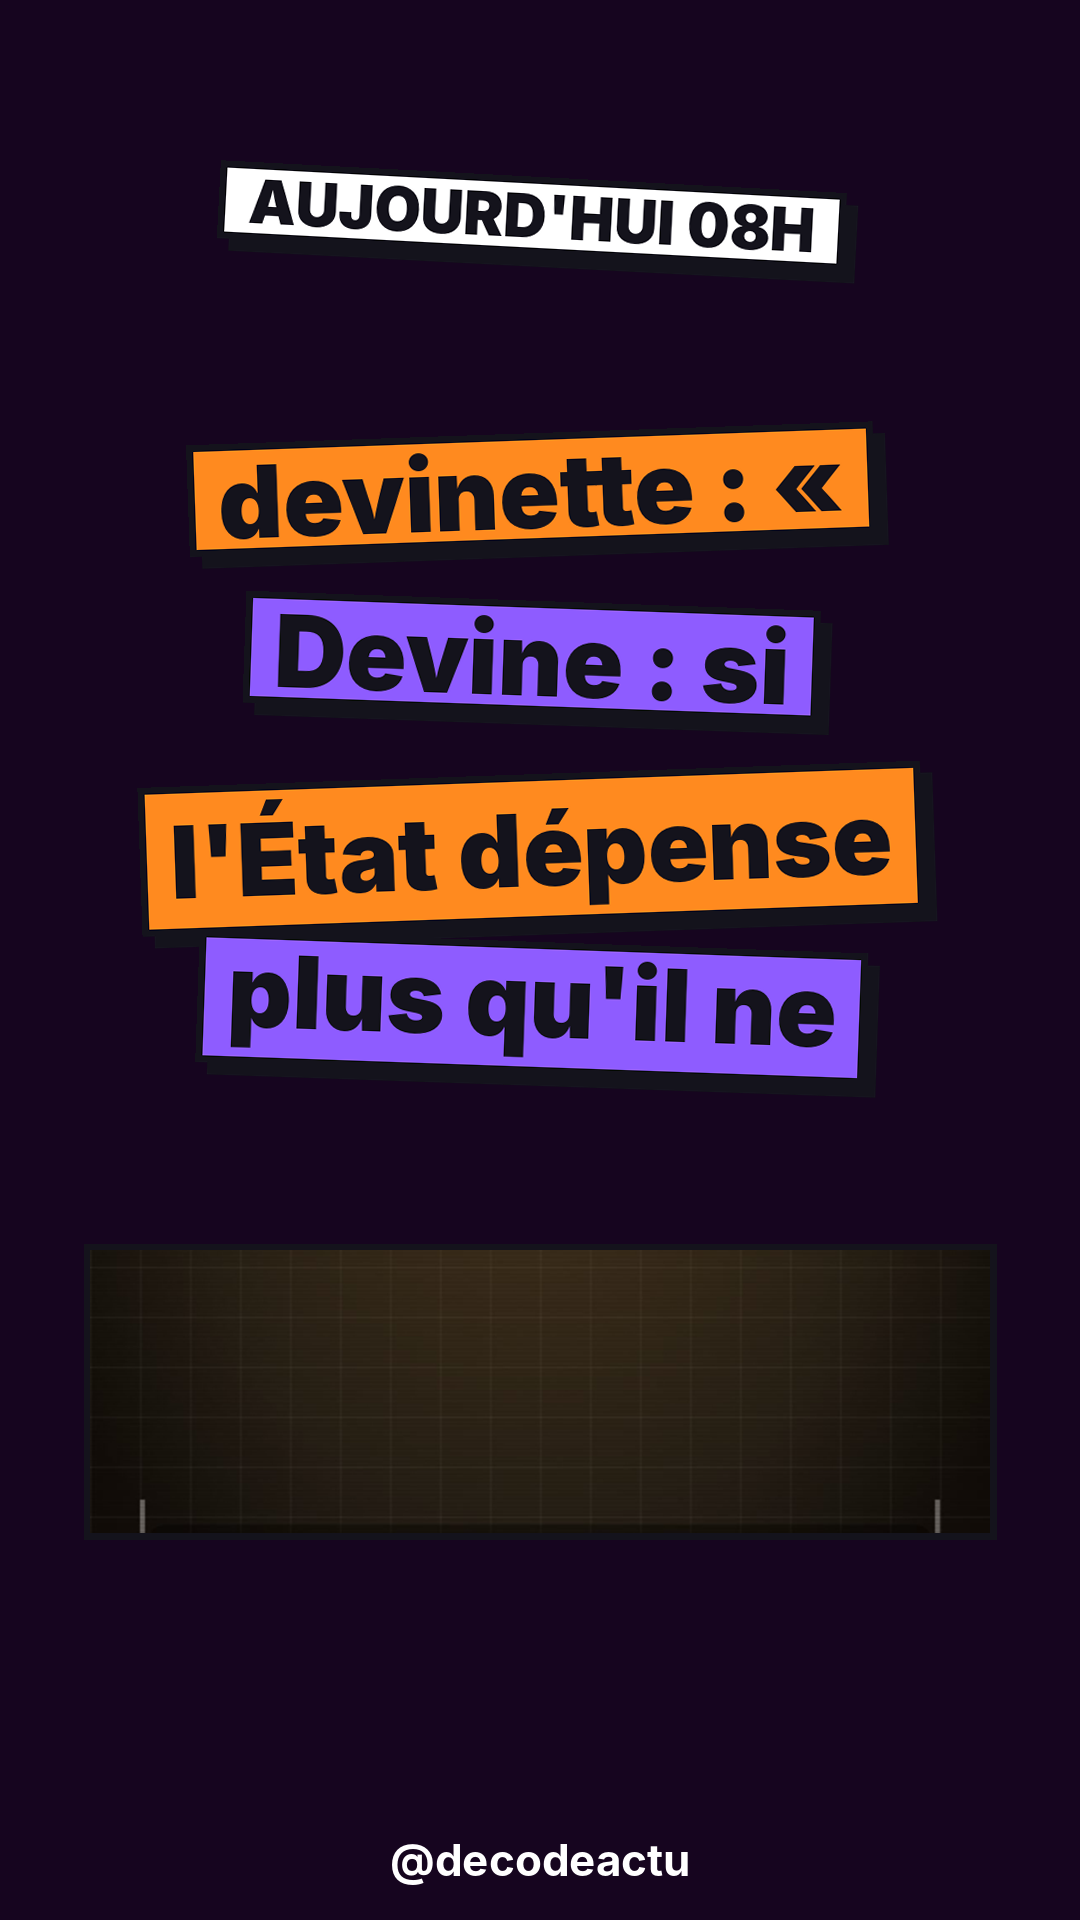 AUJOURD'HUI 08H
devinette : «
Devine : si
l'État dépense
plus qu'il ne
@decodeactu